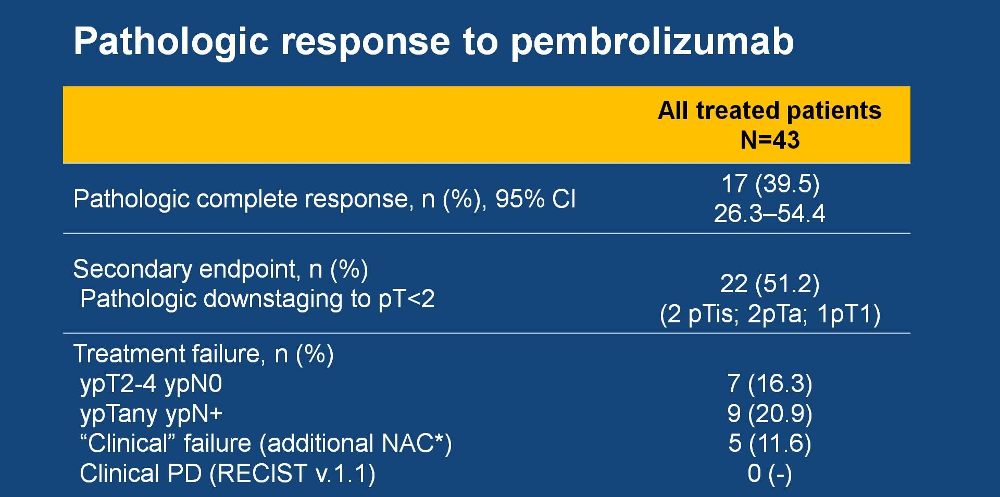 Pathologic response to pembrolizumab
All treated patients
N=43
Pathologic complete response, n (%), 95% CI
17 (39.5)
26.3–54.4
Secondary endpoint, n (%)
Pathologic downstaging to pT<2
22 (51.2)
(2 pTis; 2pTa; 1pT1)
Treatment failure, n (%)
ypT2-4 ypN0
7 (16.3)
ypTany ypN+
9 (20.9)
“Clinical” failure (additional NAC*)
5 (11.6)
Clinical PD (RECIST v.1.1)
0 (-)